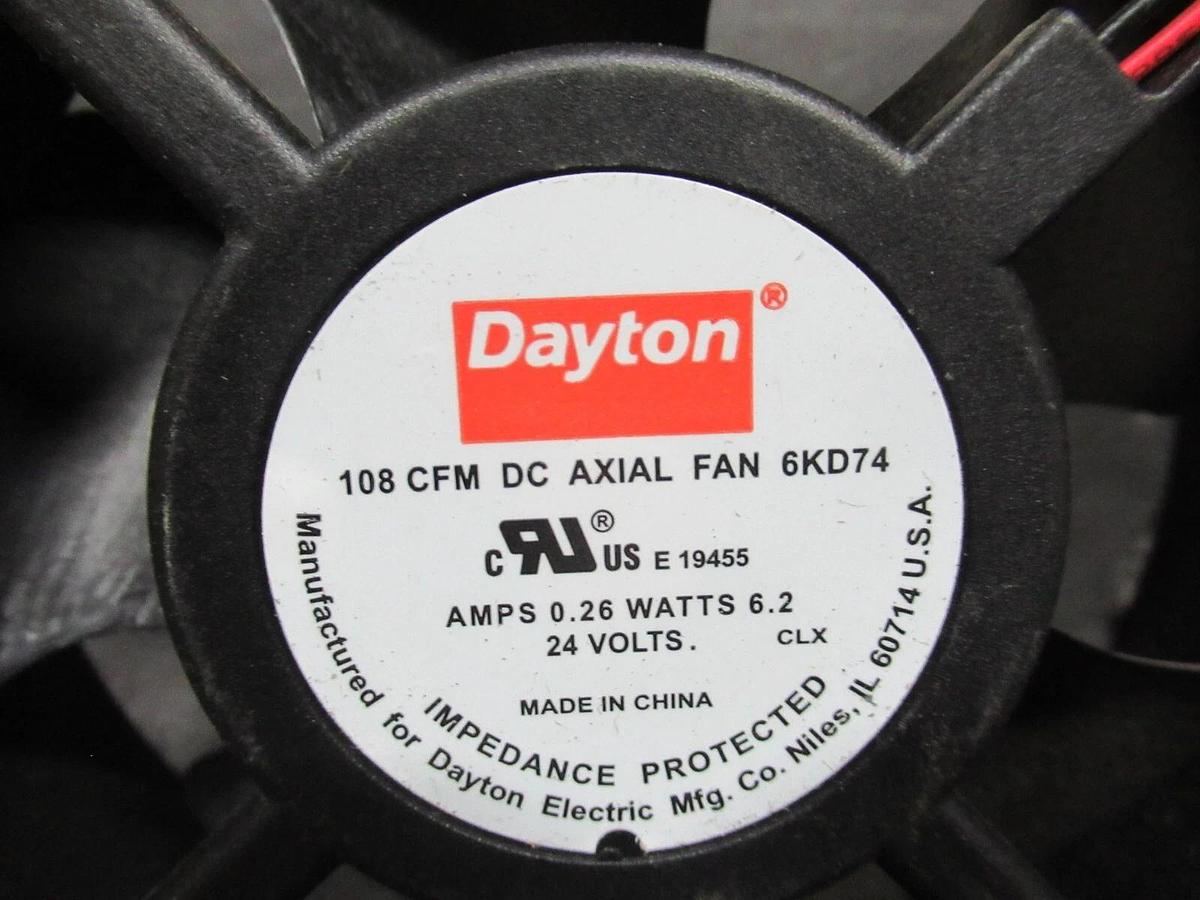 Dayton®
108 CFM DC AXIAL FAN 6KD74
c RU® US E 19455
AMPS 0.26 WATTS 6.2
24 VOLTS. CLX
MADE IN CHINA
IMPEDANCE PROTECTED
Manufactured for Dayton Electric Mfg. Co. Niles, IL 60714 U.S.A.